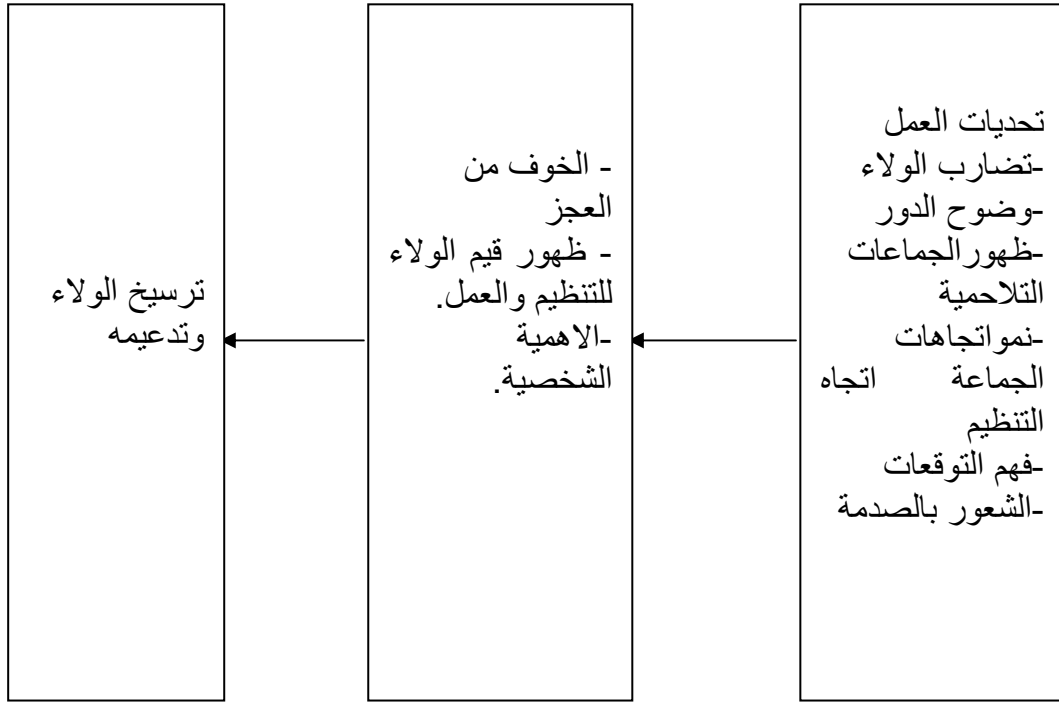 تحديات العمل
-تضارب الولاء
-وضوح الدور
-ظهورالجماعات
التلاحمية
-نمواتجاهات
الجماعة اتجاه
التنظيم
-فهم التوقعات
-الشعور بالصدمة
- الخوف من
العجز
- ظهور قيم الولاء
للتنظيم والعمل.
-الاهمية
الشخصية.
ترسيخ الولاء
وتدعيمه